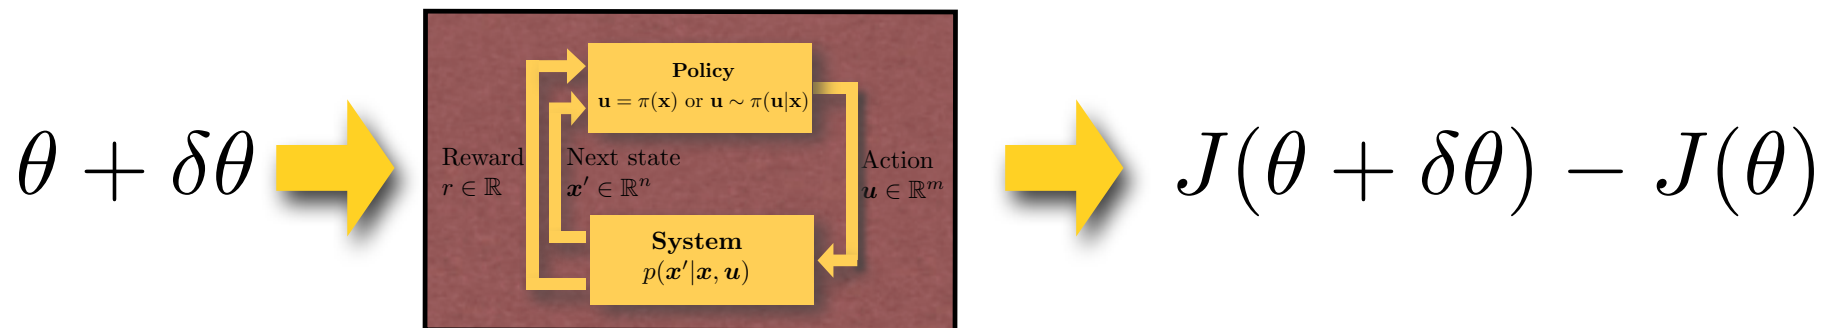 θ + δθ
Policy
u = π(x) or u ∼ π(u|x)
Reward
r ∈ ℝ
Next state
x′ ∈ ℝⁿ
Action
u ∈ ℝᵐ
System
p(x′|x, u)
J(θ + δθ) − J(θ)